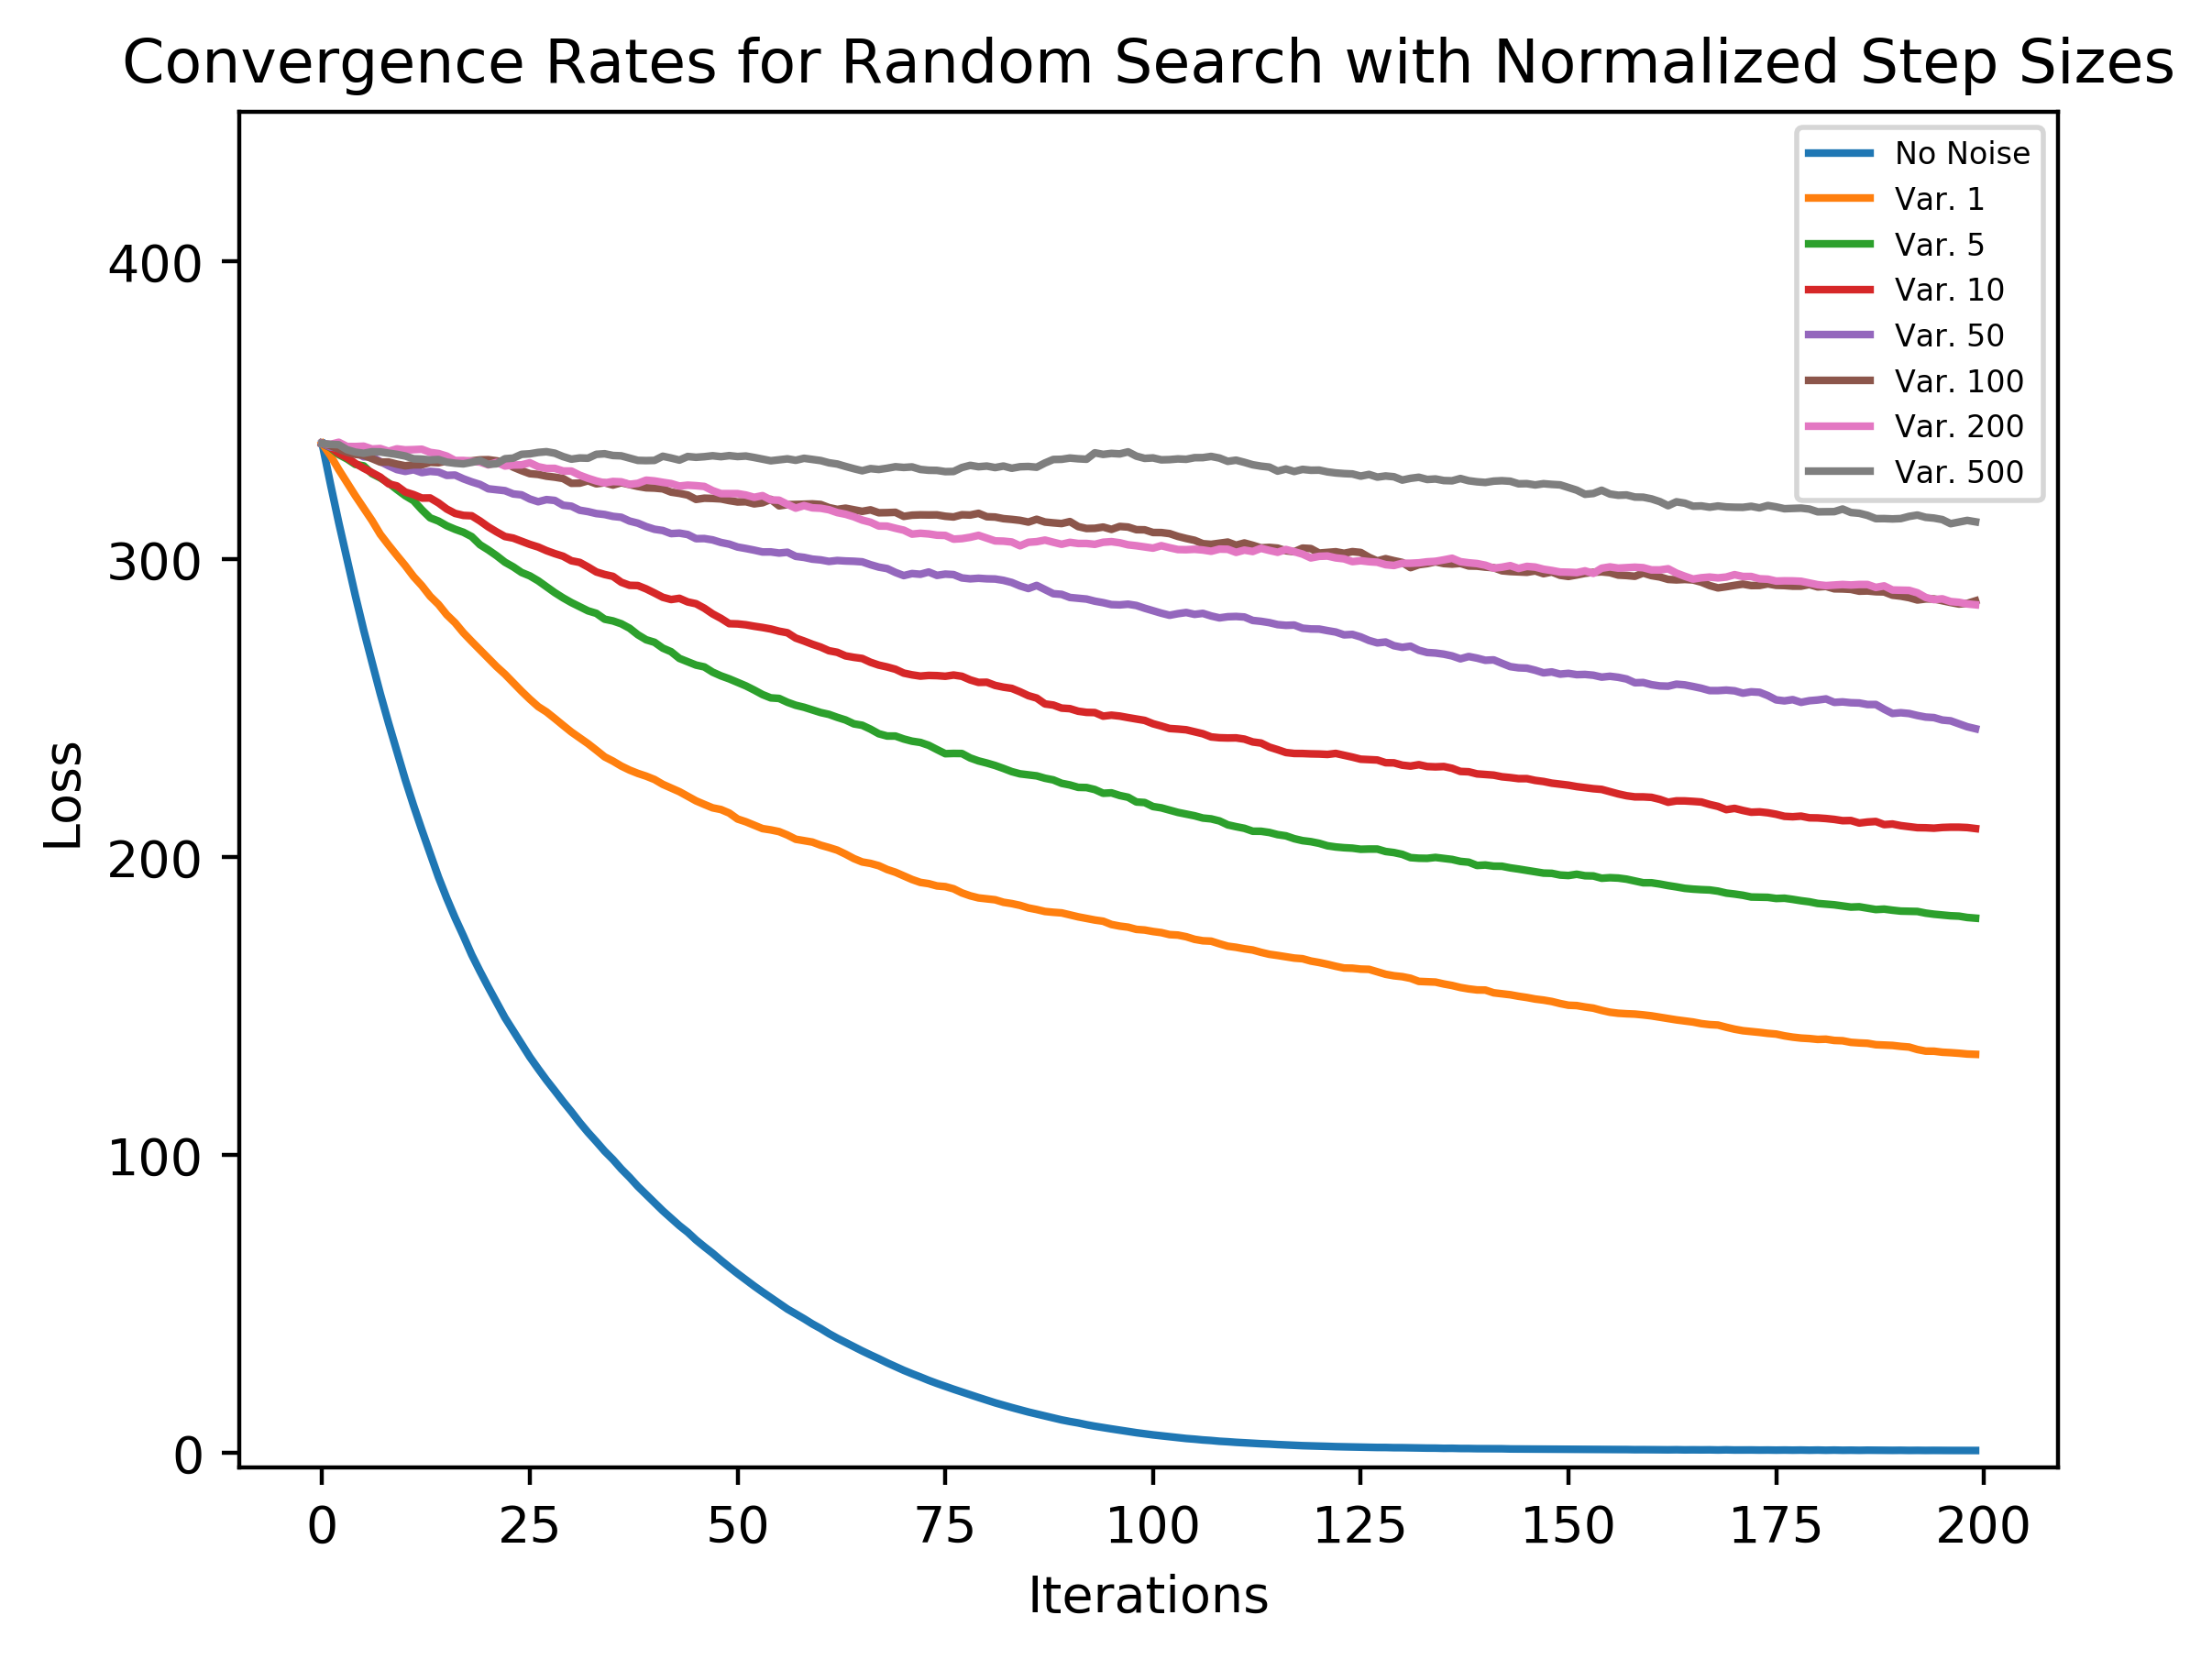 Convergence Rates for Random Search with Normalized Step Sizes
No Noise
Var. 1
Var. 5
Var. 10
Var. 50
Var. 100
Var. 200
Var. 500
400
300
200
100
0
Loss
0 25 50 75 100 125 150 175 200
Iterations